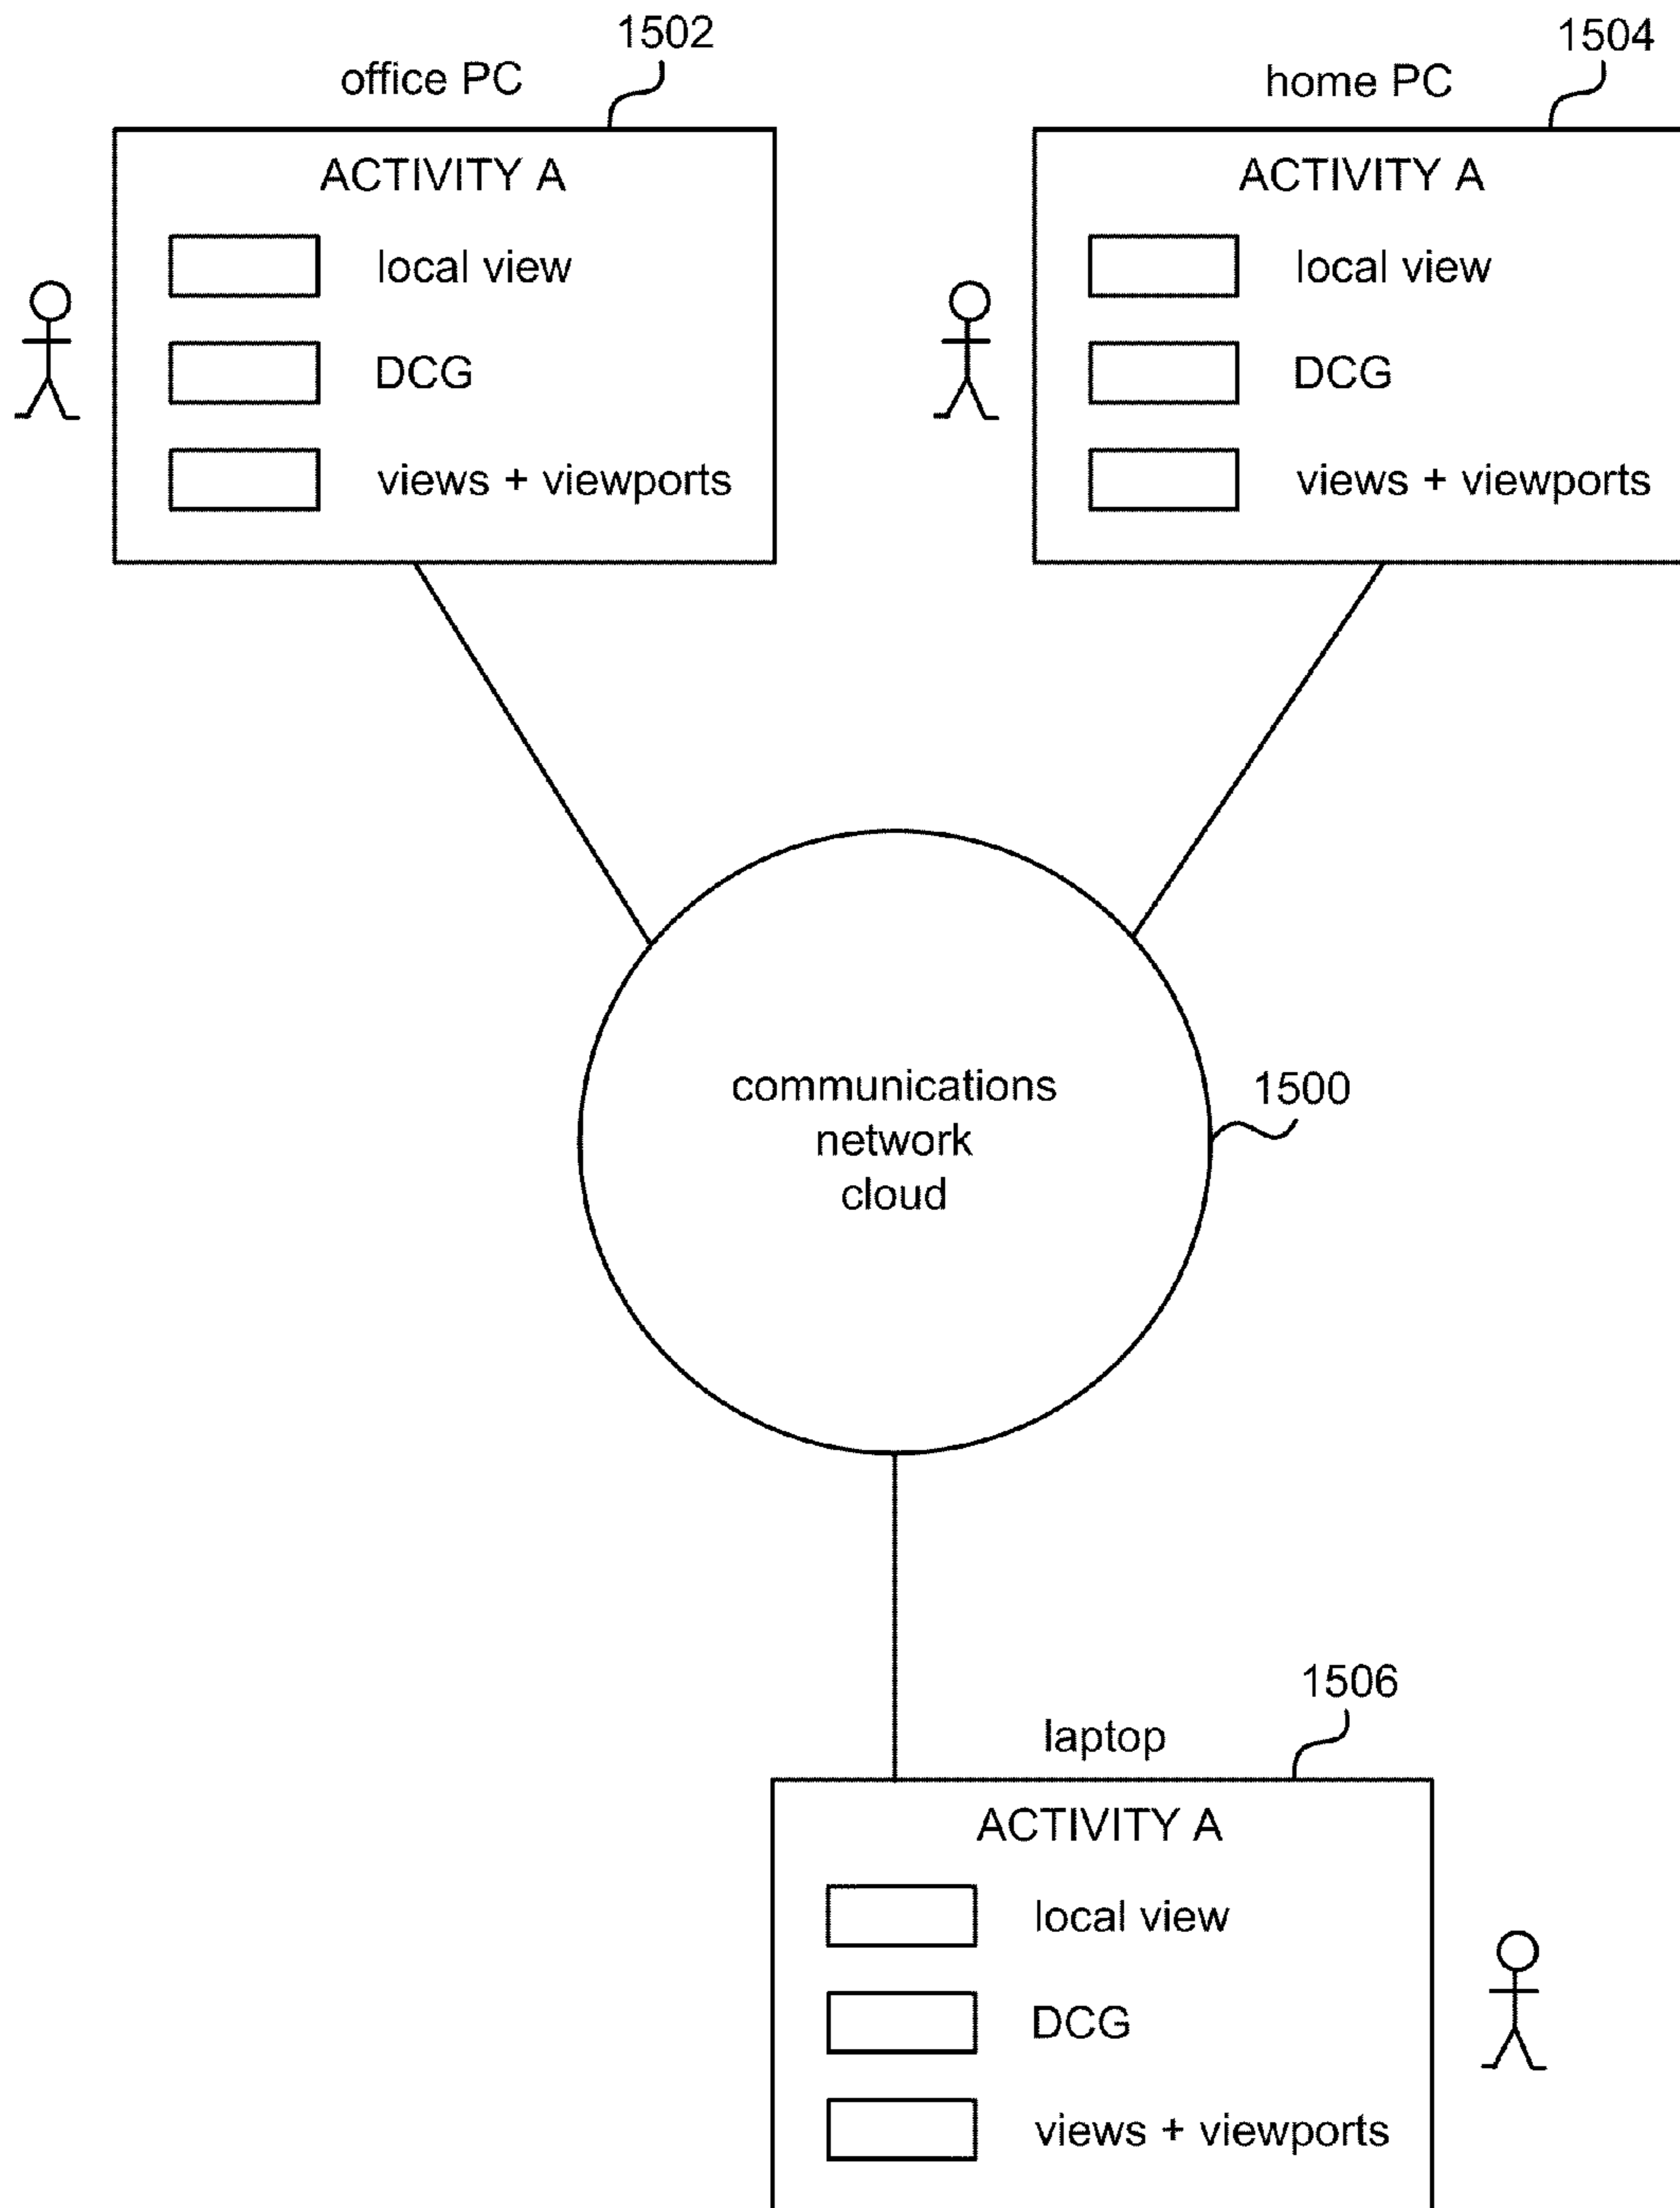 1502
office PC
ACTIVITY A
local view
DCG
views + viewports
1504
home PC
ACTIVITY A
local view
DCG
views + viewports
communications
network
cloud
1500
1506
laptop
ACTIVITY A
local view
DCG
views + viewports